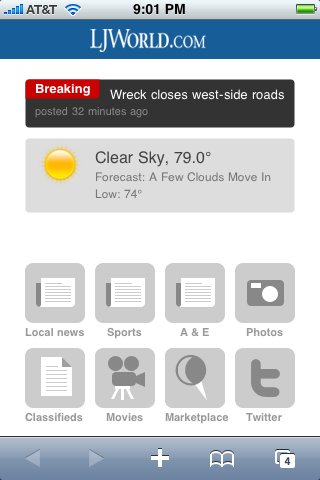 AT&T 9:01 PM
LJWORLD.COM
Breaking Wreck closes west-side roads
posted 32 minutes ago
Clear Sky, 79.0°
Forecast: A Few Clouds Move In
Low: 74°
Local news Sports A & E Photos
Classifieds Movies Marketplace Twitter
4